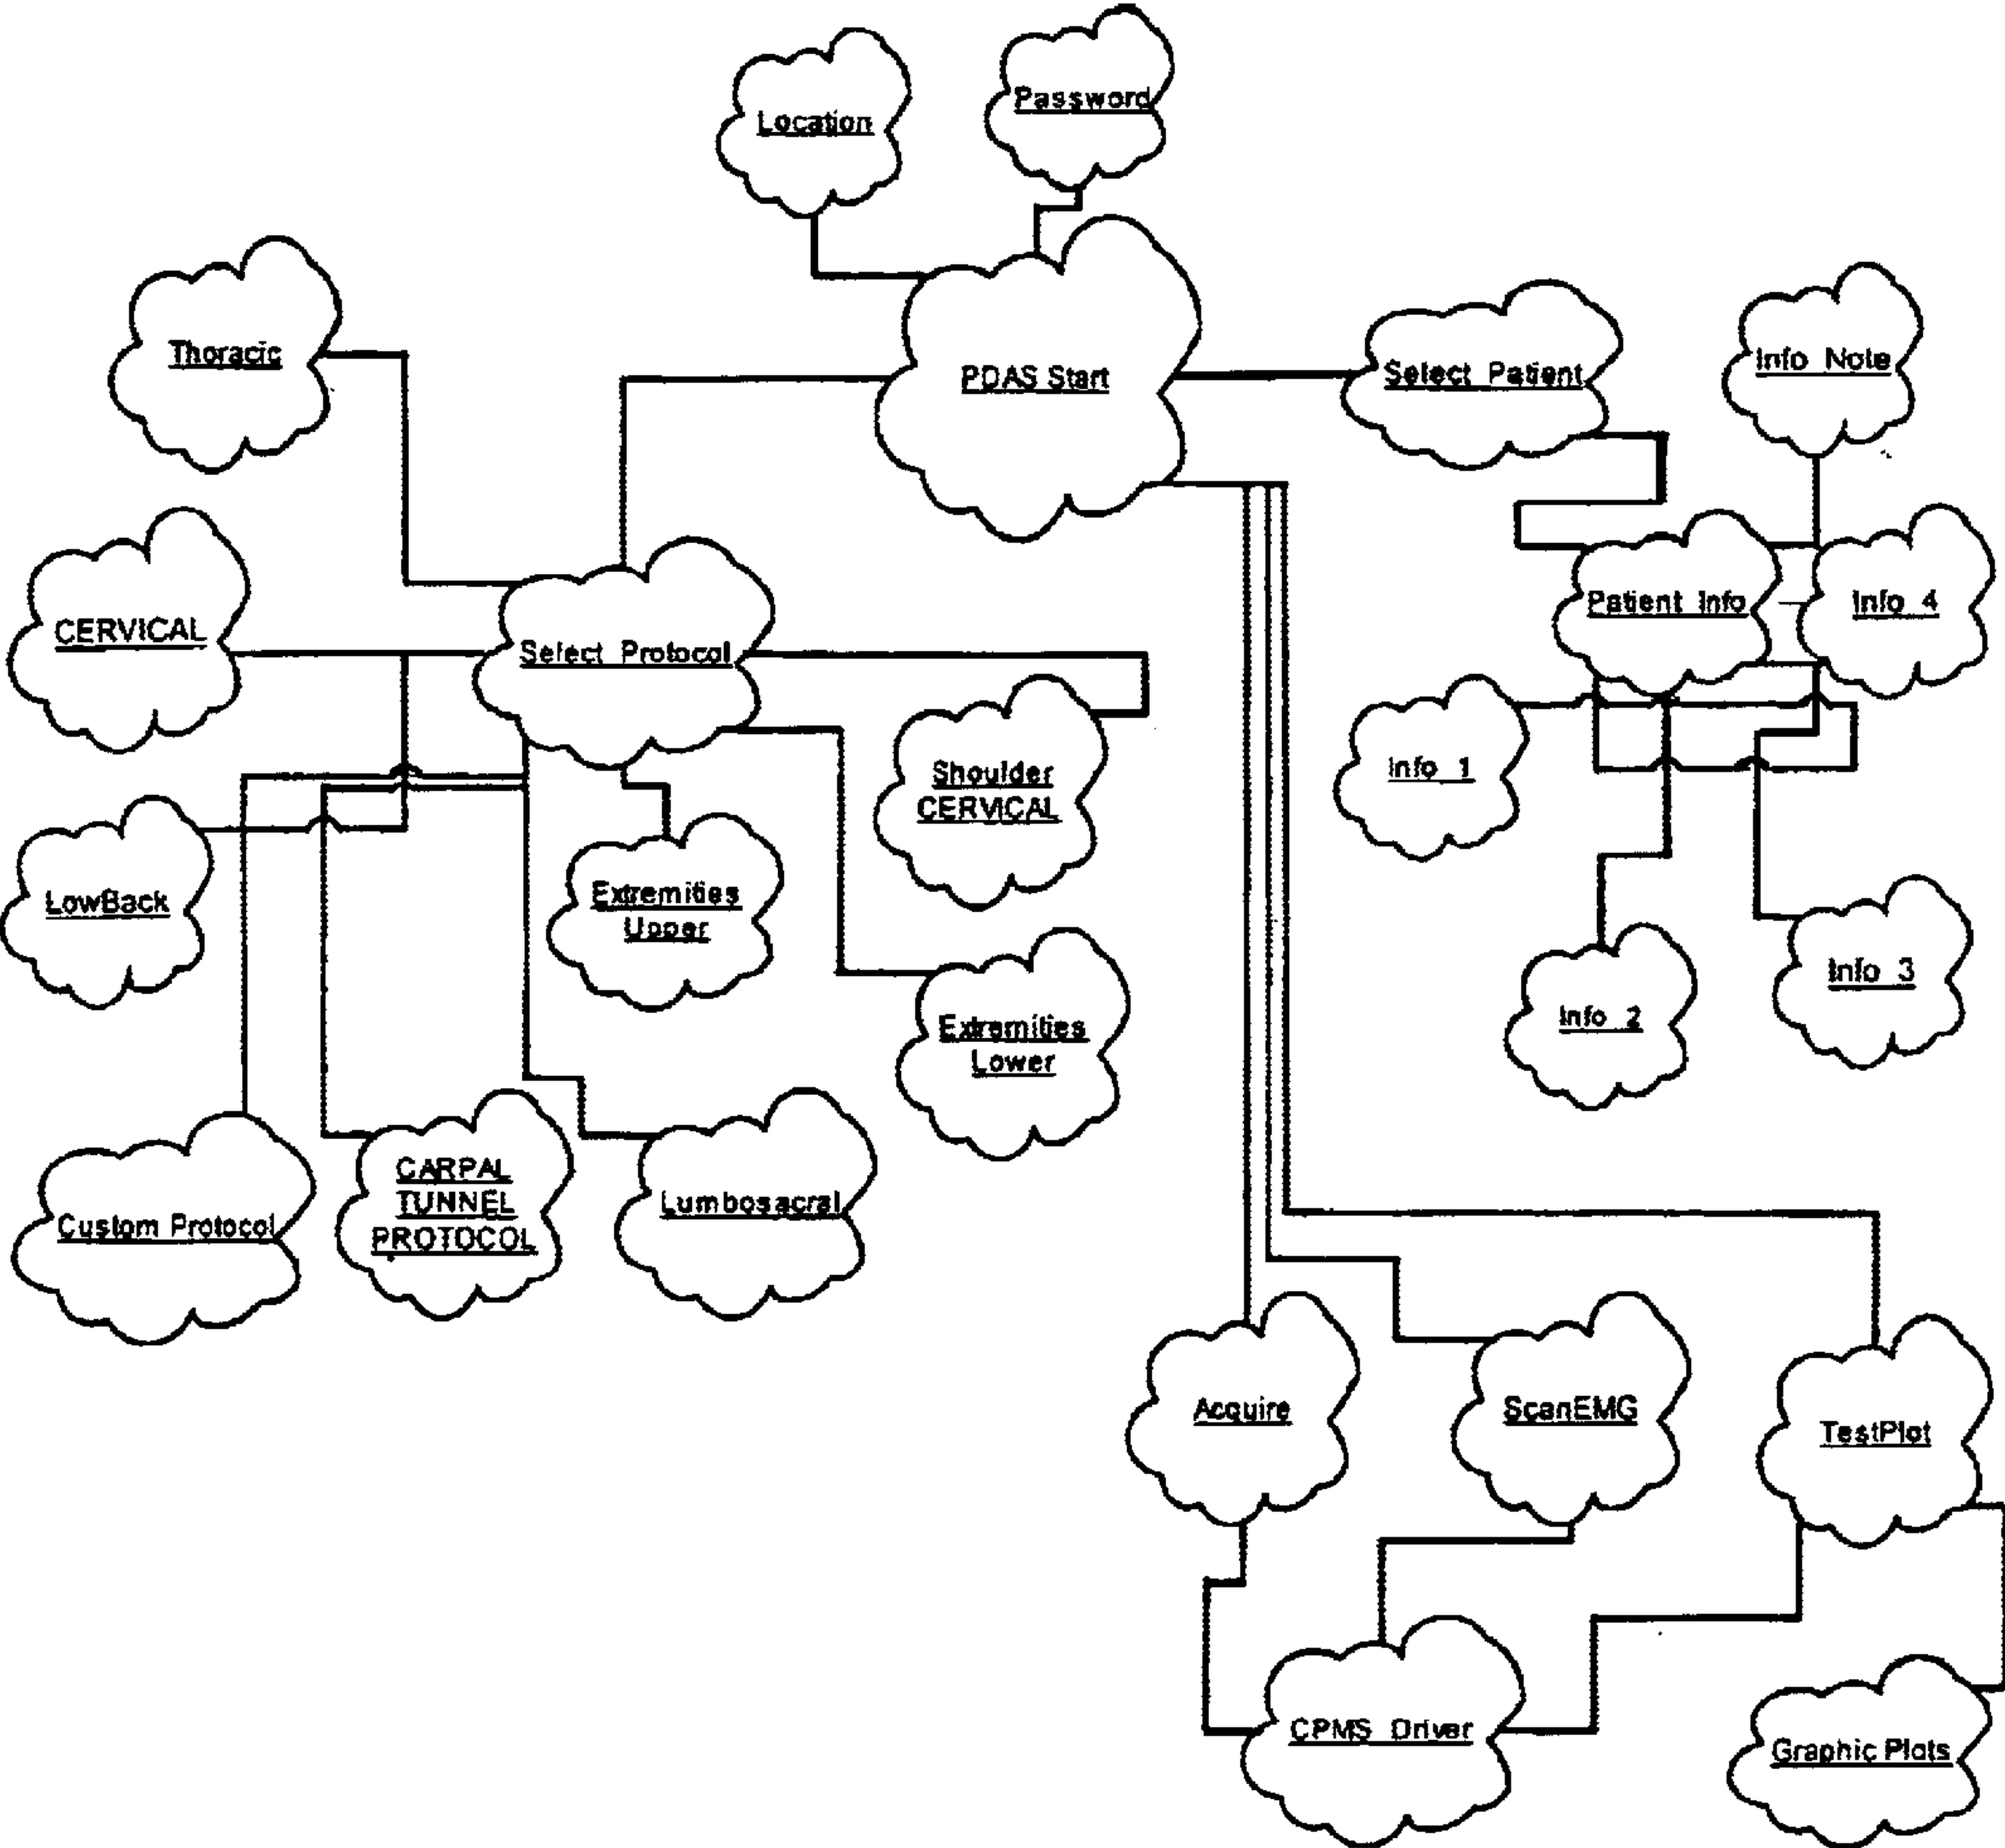 Password
Location
Thoracic
PDAS Start
Select Patient
Info Note
CERVICAL
Select Protocol
Patient Info
Info 4
Shoulder
CERVICAL
Info 1
LowBack
Extremities
Upper
Info 2
Info 3
Extremities
Lower
Custom Protocol
CARPAL
TUNNEL
PROTOCOL
Lumbosacral
Acquire
ScanEMG
TestPlot
CPMS Driver
Graphic Plots